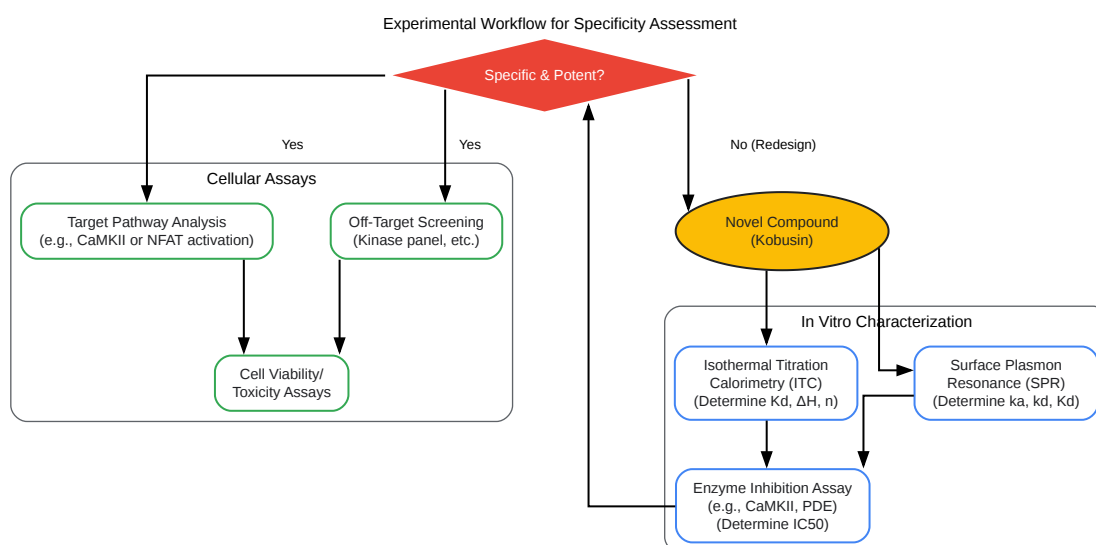 Experimental Workflow for Specificity Assessment
Specific & Potent?
Yes
Yes
No (Redesign)
Cellular Assays
Target Pathway Analysis
(e.g., CaMKII or NFAT activation)
Off-Target Screening
(Kinase panel, etc.)
Cell Viability/
Toxicity Assays
Novel Compound
(Kobusin)
In Vitro Characterization
Isothermal Titration
Calorimetry (ITC)
(Determine Kd, ΔH, n)
Surface Plasmon
Resonance (SPR)
(Determine ka, kd, Kd)
Enzyme Inhibition Assay
(e.g., CaMKII, PDE)
(Determine IC50)